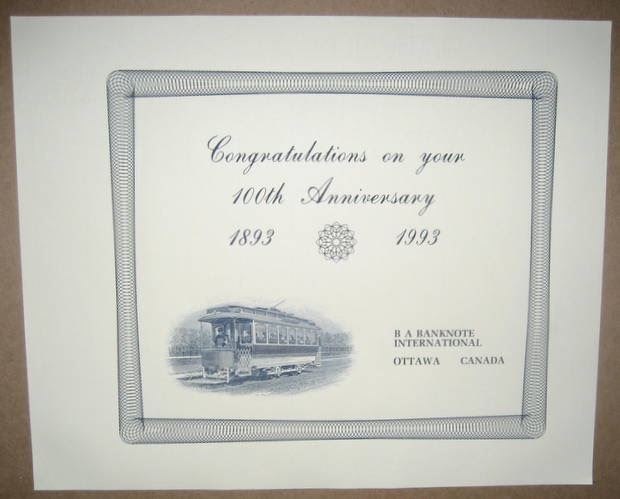 Congratulations on your
100th Anniversary
1893 1993
B A BANKNOTE
INTERNATIONAL
OTTAWA CANADA